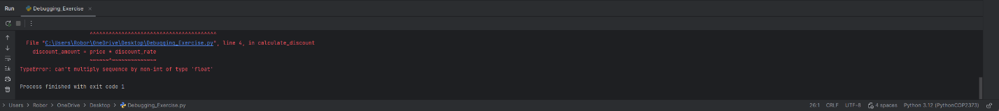 Run Debugging_Exercise ×
^^^^^^^^^^^^^^^^^^^^^^^^^^^^^^^^^^^^^^^^
File "C:\Users\Robor\OneDrive\Desktop\Debugging_Exercise.py", line 4, in calculate_discount
discount_amount = price * discount_rate
~~~~~~^~~~~~~~~~~~~~~
TypeError: can't multiply sequence by non-int of type 'float'
Process finished with exit code 1
> Users > Robor > OneDrive > Desktop > Debugging_Exercise.py 26:1 CRLF UTF-8 4 spaces Python 3.12 (PythonCOP2373)